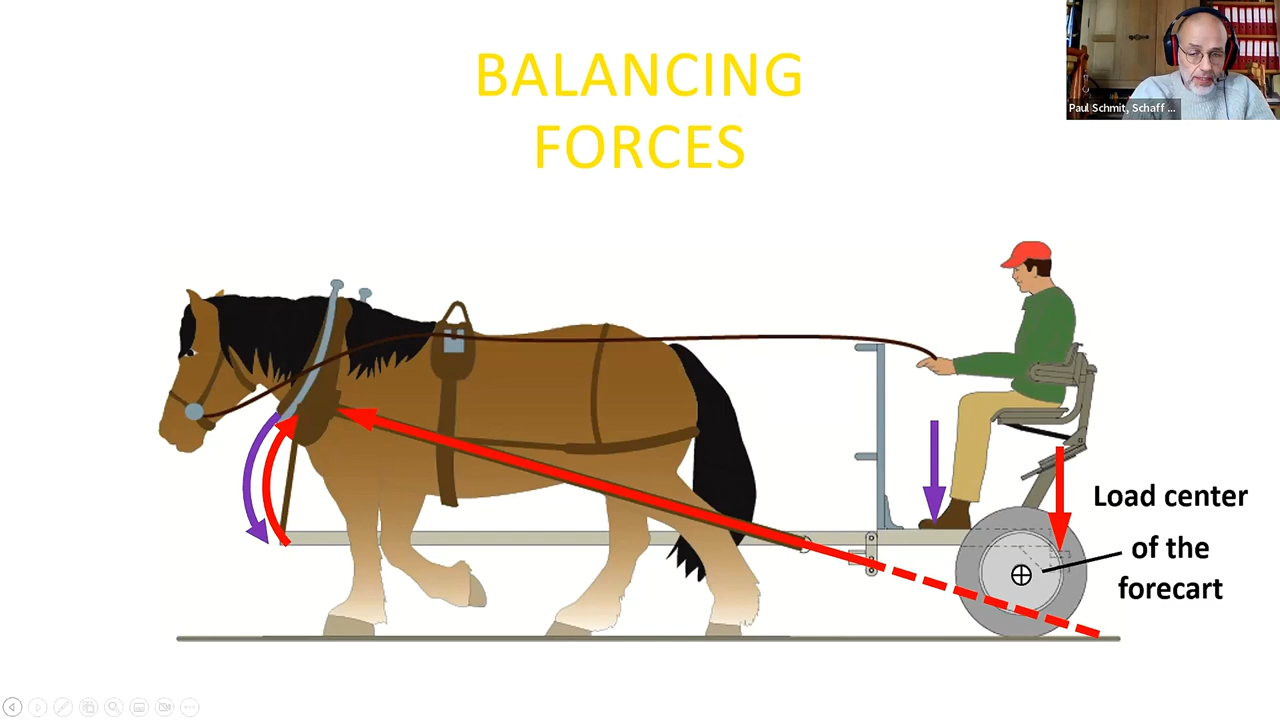 BALANCING
FORCES
Paul Schmit, Schaff ...
Load center
of the
forecart